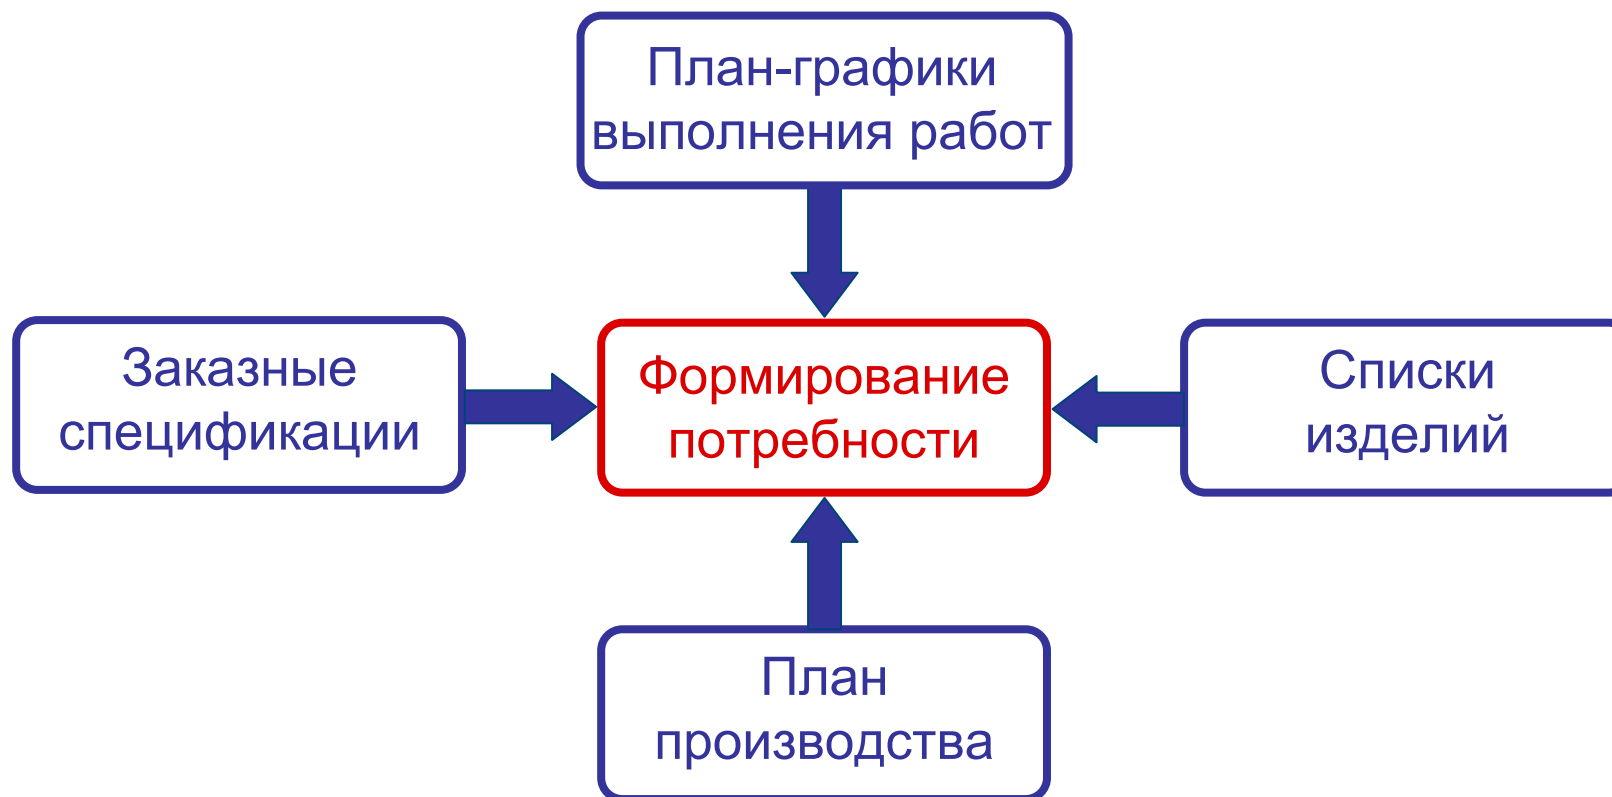 План-графики
выполнения работ
Заказные
спецификации
Формирование
потребности
Списки
изделий
План
производства